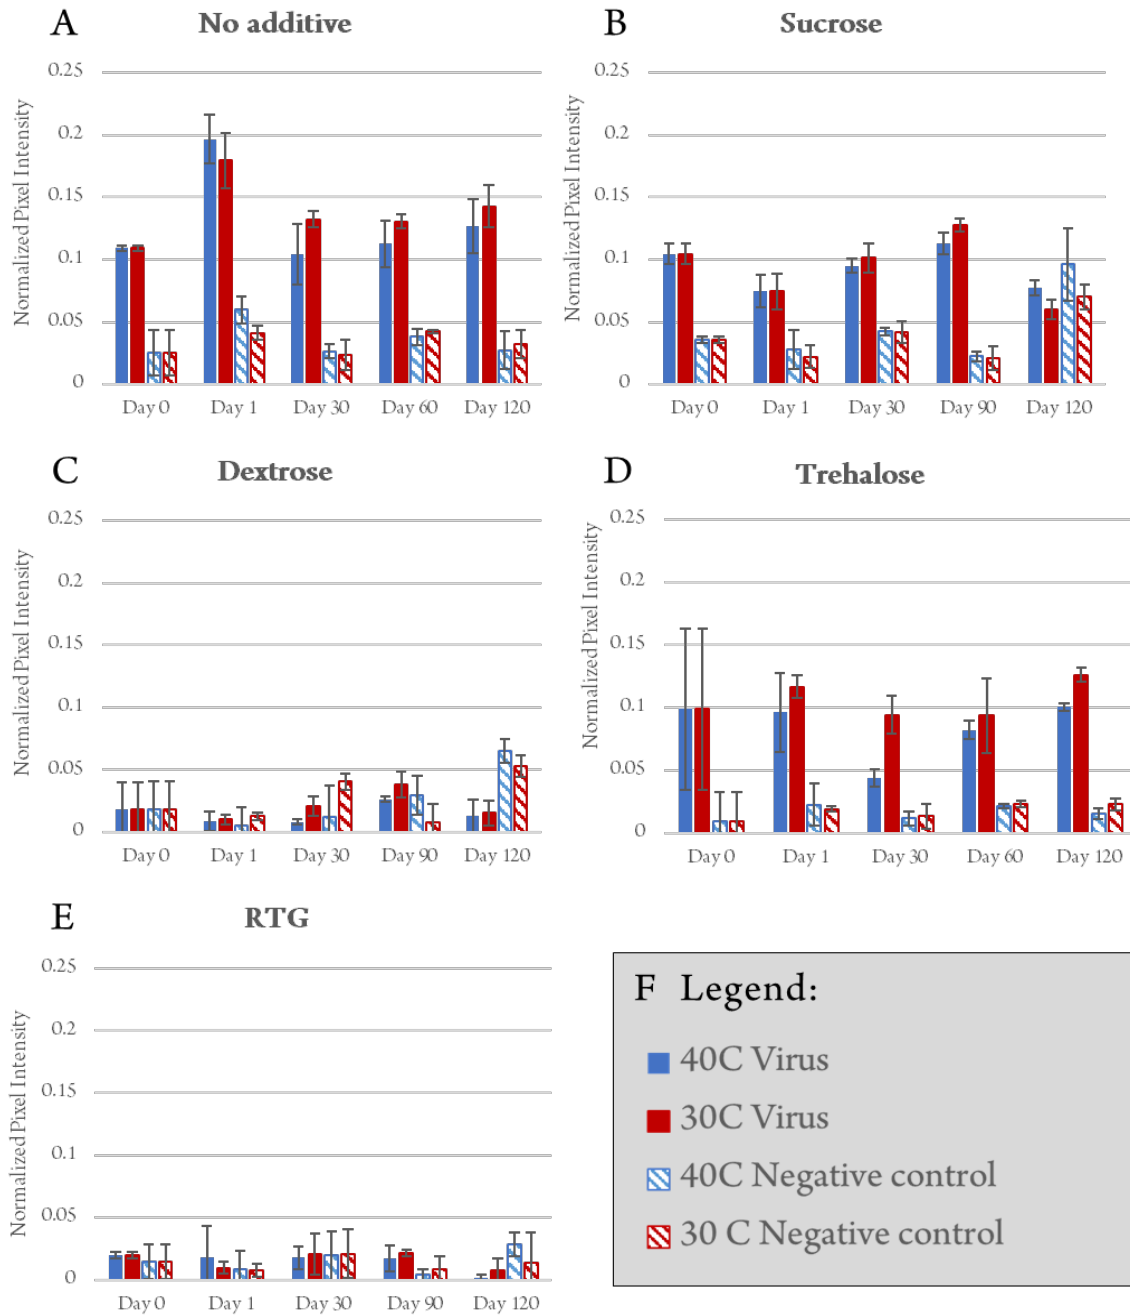 A No additive
0.25
0.2
0.15
0.1
0.05
0
Normalized Pixel Intensity
Day 0 Day 1 Day 30 Day 60 Day 120
B Sucrose
0.25
0.2
0.15
0.1
0.05
0
Normalized Pixel Intensity
Day 0 Day 1 Day 30 Day 90 Day 120
C Dextrose
0.25
0.2
0.15
0.1
0.05
0
Normalized Pixel Intensity
Day 0 Day 1 Day 30 Day 90 Day 120
D Trehalose
0.25
0.2
0.15
0.1
0.05
0
Normalized Pixel Intensity
Day 0 Day 1 Day 30 Day 60 Day 120
E RTG
0.25
0.2
0.15
0.1
0.05
0
Normalized Pixel Intensity
Day 0 Day 1 Day 30 Day 90 Day 120
F Legend:
40C Virus
30C Virus
40C Negative control
30 C Negative control